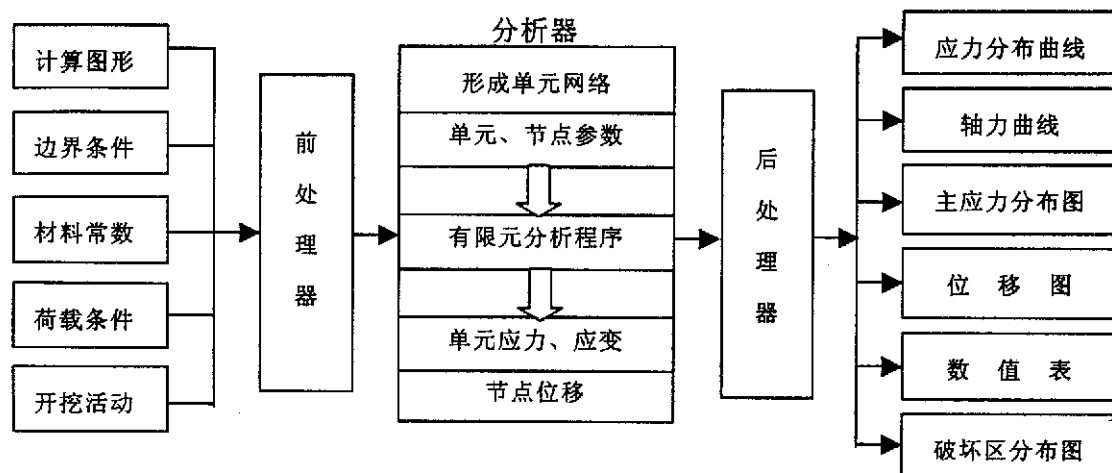 计算图形
边界条件
材料常数
荷载条件
开挖活动
前处理器
分析器
形成单元网络
单元、节点参数
有限元分析程序
单元应力、应变
节点位移
后处理器
应力分布曲线
轴力曲线
主应力分布图
位 移 图
数 值 表
破坏区分布图